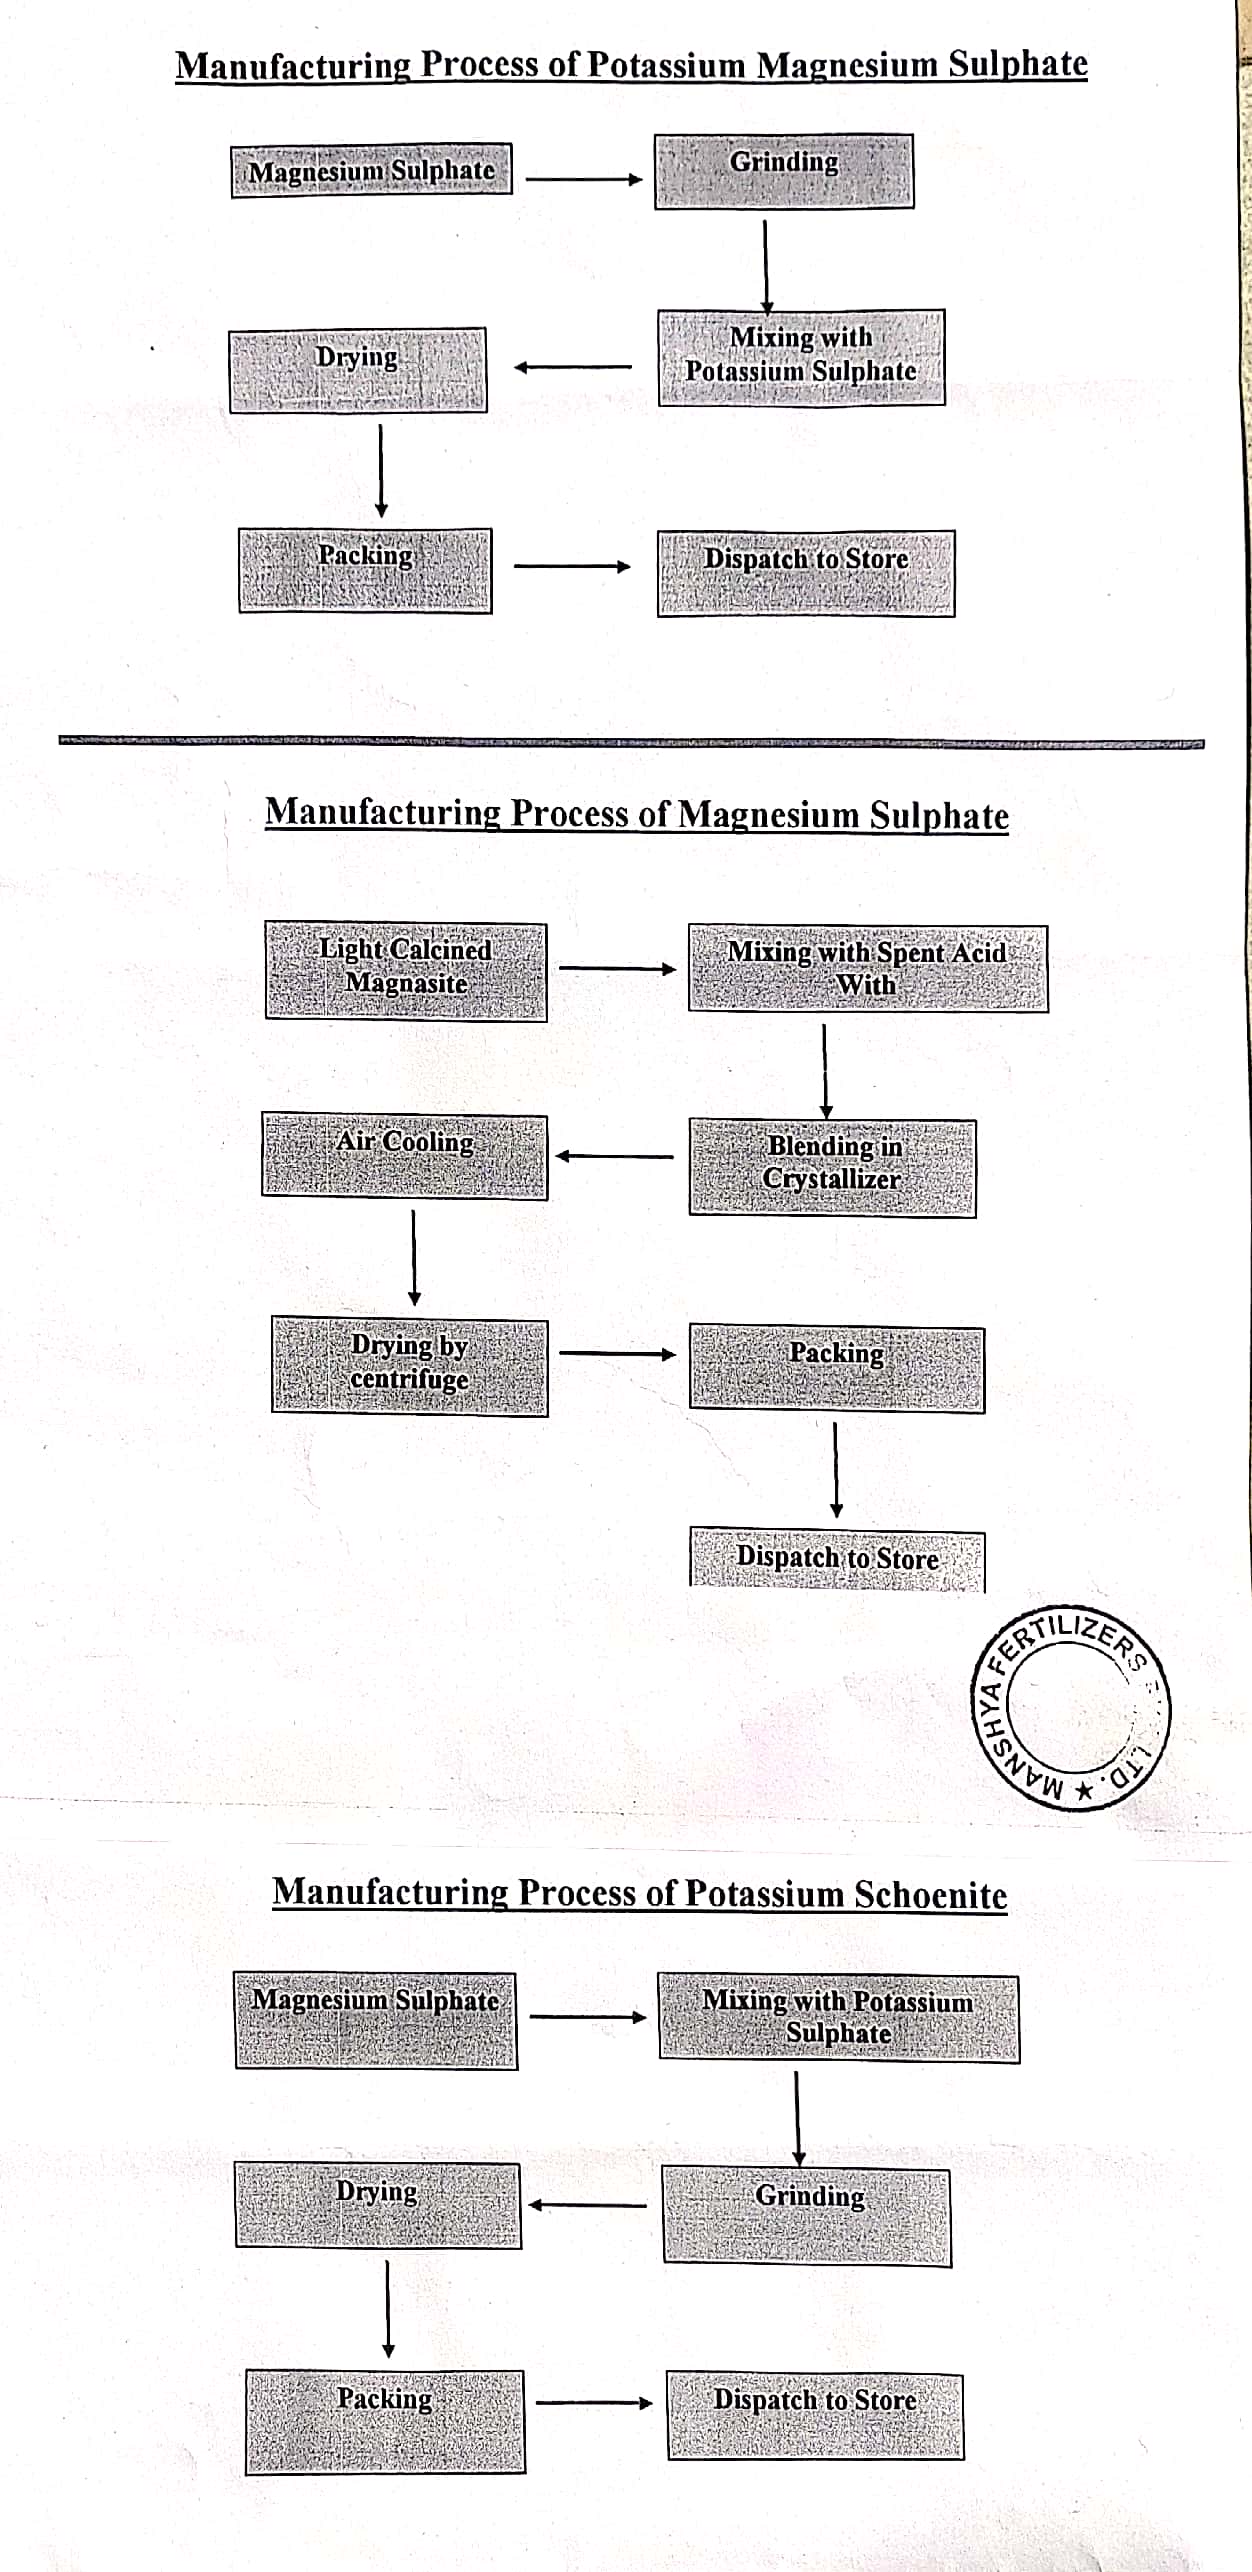 Manufacturing Process of Potassium Magnesium Sulphate
Magnesium Sulphate
Grinding
Mixing with
Potassium Sulphate
Drying
Packing
Dispatch to Store
Manufacturing Process of Magnesium Sulphate
Light Calcined
Magnasite
Mixing with Spent Acid
With
Blending in
Crystallizer
Air Cooling
Drying by
centrifuge
Packing
Dispatch to Store
MANSHYA FERTILIZERS LTD. ★
Manufacturing Process of Potassium Schoenite
Magnesium Sulphate
Mixing with Potassium
Sulphate
Grinding
Drying
Packing
Dispatch to Store